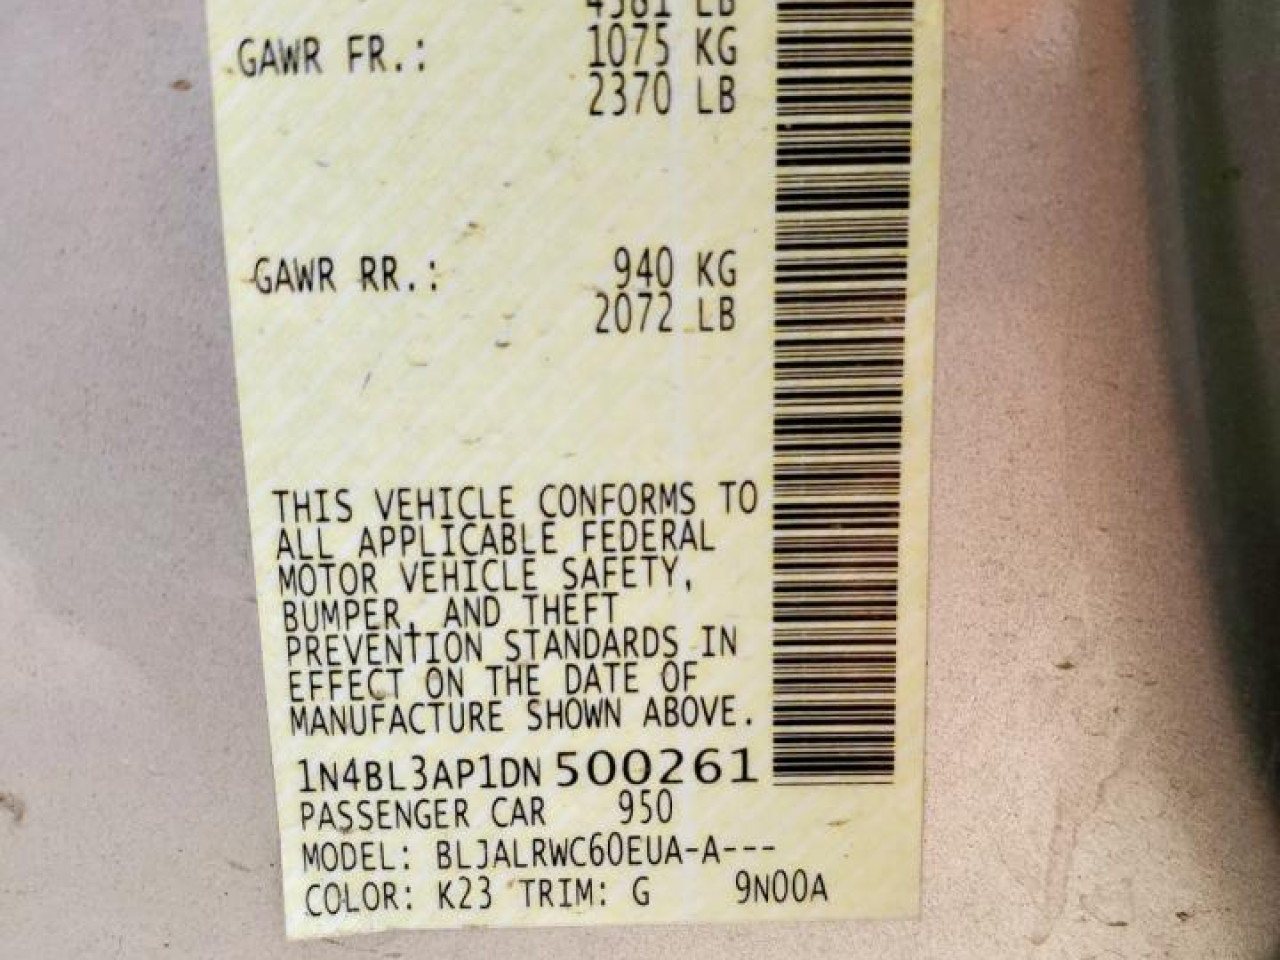 4561 LB
GAWR FR.: 1075 KG
2370 LB
GAWR RR.: 940 KG
2072 LB
THIS VEHICLE CONFORMS TO
ALL APPLICABLE FEDERAL
MOTOR VEHICLE SAFETY,
BUMPER, AND THEFT
PREVENTION STANDARDS IN
EFFECT ON THE DATE OF
MANUFACTURE SHOWN ABOVE.
1N4BL3AP1DN500261
PASSENGER CAR 950
MODEL: BLJALRWC60EUA-A---
COLOR: K23 TRIM: G 9N00A